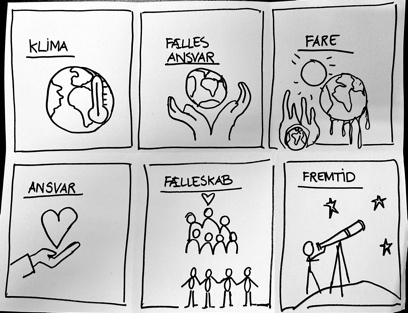 KLIMA
FÆLLES
ANSVAR
FARE
ANSVAR
FÆLLESKAB
FREMTID